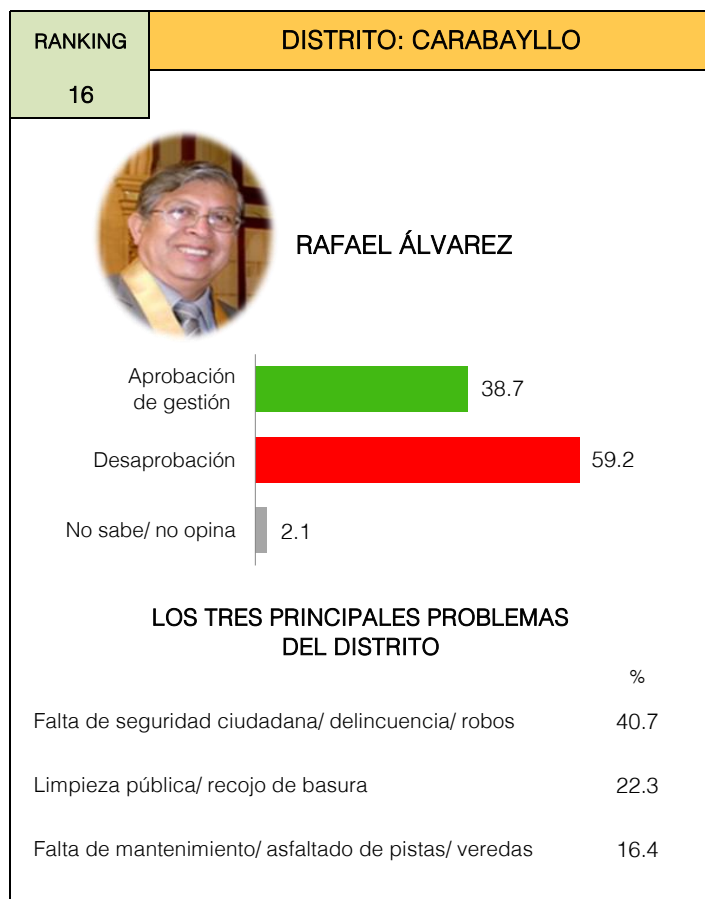 RANKING
16
DISTRITO: CARABAYLLO
RAFAEL ÁLVAREZ
Aprobación
de gestión
38.7
Desaprobación
59.2
No sabe/ no opina
2.1
LOS TRES PRINCIPALES PROBLEMAS
DEL DISTRITO
%
Falta de seguridad ciudadana/ delincuencia/ robos 40.7
Limpieza pública/ recojo de basura 22.3
Falta de mantenimiento/ asfaltado de pistas/ veredas 16.4